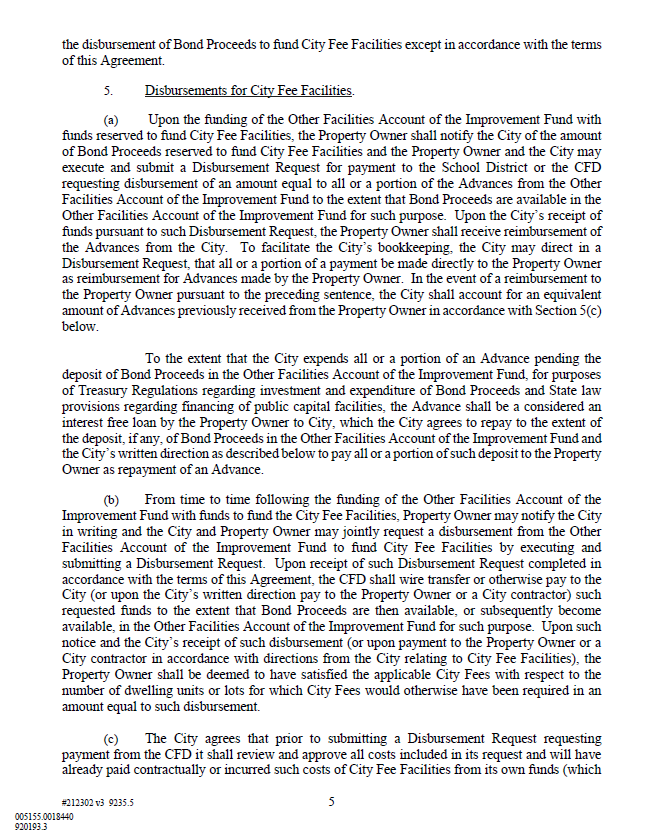 the disbursement of Bond Proceeds to fund City Fee Facilities except in accordance with the terms
of this Agreement.
5. Disbursements for City Fee Facilities.
(a) Upon the funding of the Other Facilities Account of the Improvement Fund with
funds reserved to fund City Fee Facilities, the Property Owner shall notify the City of the amount
of Bond Proceeds reserved to fund City Fee Facilities and the Property Owner and the City may
execute and submit a Disbursement Request for payment to the School District or the CFD
requesting disbursement of an amount equal to all or a portion of the Advances from the Other
Facilities Account of the Improvement Fund to the extent that Bond Proceeds are available in the
Other Facilities Account of the Improvement Fund for such purpose. Upon the City's receipt of
funds pursuant to such Disbursement Request, the Property Owner shall receive reimbursement of
the Advances from the City. To facilitate the City's bookkeeping, the City may direct in a
Disbursement Request, that all or a portion of a payment be made directly to the Property Owner
as reimbursement for Advances made by the Property Owner. In the event of a reimbursement to
the Property Owner pursuant to the preceding sentence, the City shall account for an equivalent
amount of Advances previously received from the Property Owner in accordance with Section 5(c)
below.
To the extent that the City expends all or a portion of an Advance pending the
deposit of Bond Proceeds in the Other Facilities Account of the Improvement Fund, for purposes
of Treasury Regulations regarding investment and expenditure of Bond Proceeds and State law
provisions regarding financing of public capital facilities, the Advance shall be a considered an
interest free loan by the Property Owner to City, which the City agrees to repay to the extent of
the deposit, if any, of Bond Proceeds in the Other Facilities Account of the Improvement Fund and
the City's written direction as described below to pay all or a portion of such deposit to the Property
Owner as repayment of an Advance.
(b) From time to time following the funding of the Other Facilities Account of the
Improvement Fund with funds to fund the City Fee Facilities, Property Owner may notify the City
in writing and the City and Property Owner may jointly request a disbursement from the Other
Facilities Account of the Improvement Fund to fund City Fee Facilities by executing and
submitting a Disbursement Request. Upon receipt of such Disbursement Request completed in
accordance with the terms of this Agreement, the CFD shall wire transfer or otherwise pay to the
City (or upon the City's written direction pay to the Property Owner or a City contractor) such
requested funds to the extent that Bond Proceeds are then available, or subsequently become
available, in the Other Facilities Account of the Improvement Fund for such purpose. Upon such
notice and the City's receipt of such disbursement (or upon payment to the Property Owner or a
City contractor in accordance with directions from the City relating to City Fee Facilities), the
Property Owner shall be deemed to have satisfied the applicable City Fees with respect to the
number of dwelling units or lots for which City Fees would otherwise have been required in an
amount equal to such disbursement.
(c) The City agrees that prior to submitting a Disbursement Request requesting
payment from the CFD it shall review and approve all costs included in its request and will have
already paid contractually or incurred such costs of City Fee Facilities from its own funds (which
#212302 v3 9235.5 5
005155.0018440
920193.3